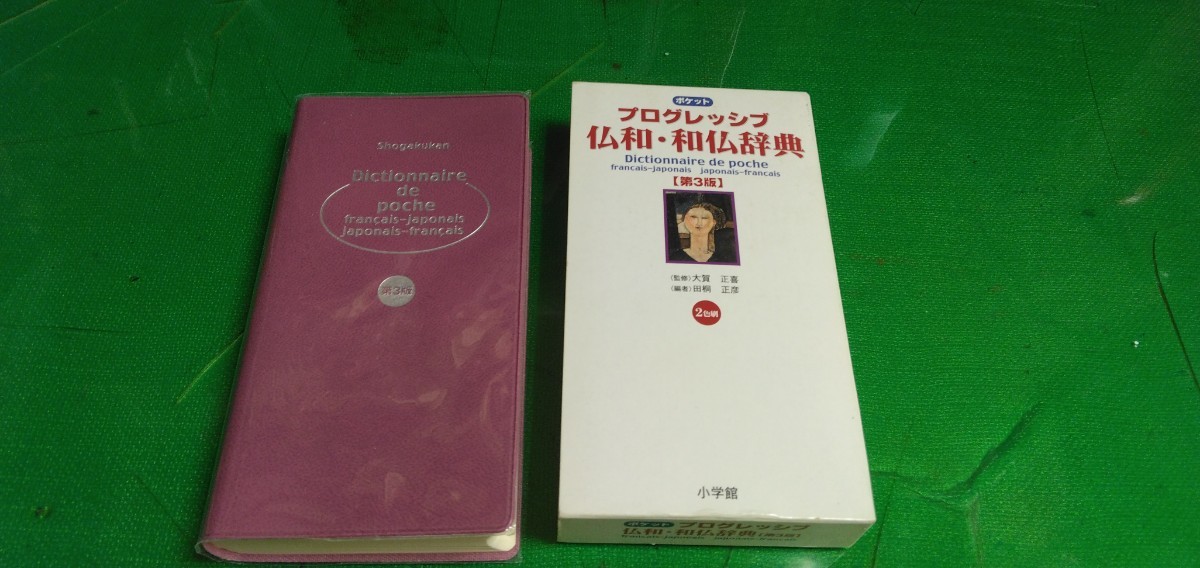 Shogakukan
Dictionnaire
de
poche
français-japonais
japonais-français
第3版
ポケット
プログレッシブ
仏和・和仏辞典
Dictionnaire de poche
français-japonais japonais-français
【第3版】
〈監修〉大賀 正喜
〈編者〉田桐 正彦
2色刷
小学館
ポケット プログレッシブ
仏和・和仏辞典【第3版】
français-japonais japonais-français